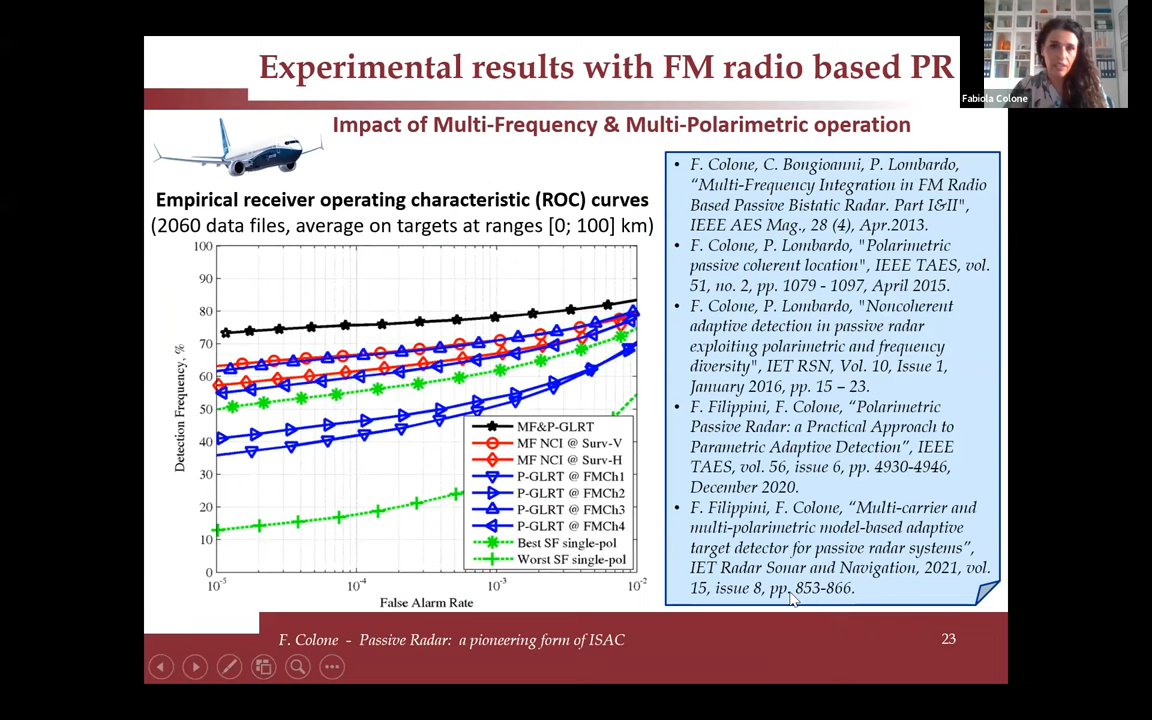 Experimental results with FM radio based PR
Fabiola Colone
Impact of Multi-Frequency & Multi-Polarimetric operation
Empirical receiver operating characteristic (ROC) curves
(2060 data files, average on targets at ranges [0; 100] km)
100
90
80
70
60
50
40
30
20
10
0
Detection Frequency, %
10^-5
10^-4
10^-3
10^-2
False Alarm Rate
MF&P-GLRT
MF NCI @ Surv-V
MF NCI @ Surv-H
P-GLRT @ FMCh1
P-GLRT @ FMCh2
P-GLRT @ FMCh3
P-GLRT @ FMCh4
Best SF single-pol
Worst SF single-pol
• F. Colone, C. Bongioanni, P. Lombardo,
“Multi-Frequency Integration in FM Radio
Based Passive Bistatic Radar. Part I&II",
IEEE AES Mag., 28 (4), Apr.2013.
• F. Colone, P. Lombardo, "Polarimetric
passive coherent location", IEEE TAES, vol.
51, no. 2, pp. 1079 - 1097, April 2015.
• F. Colone, P. Lombardo, "Noncoherent
adaptive detection in passive radar
exploiting polarimetric and frequency
diversity", IET RSN, Vol. 10, Issue 1,
January 2016, pp. 15 – 23.
• F. Filippini, F. Colone, “Polarimetric
Passive Radar: a Practical Approach to
Parametric Adaptive Detection”, IEEE
TAES, vol. 56, issue 6, pp. 4930-4946,
December 2020.
• F. Filippini, F. Colone, “Multi-carrier and
multi-polarimetric model-based adaptive
target detector for passive radar systems”,
IET Radar Sonar and Navigation, 2021, vol.
15, issue 8, pp. 853-866.
F. Colone - Passive Radar: a pioneering form of ISAC
23